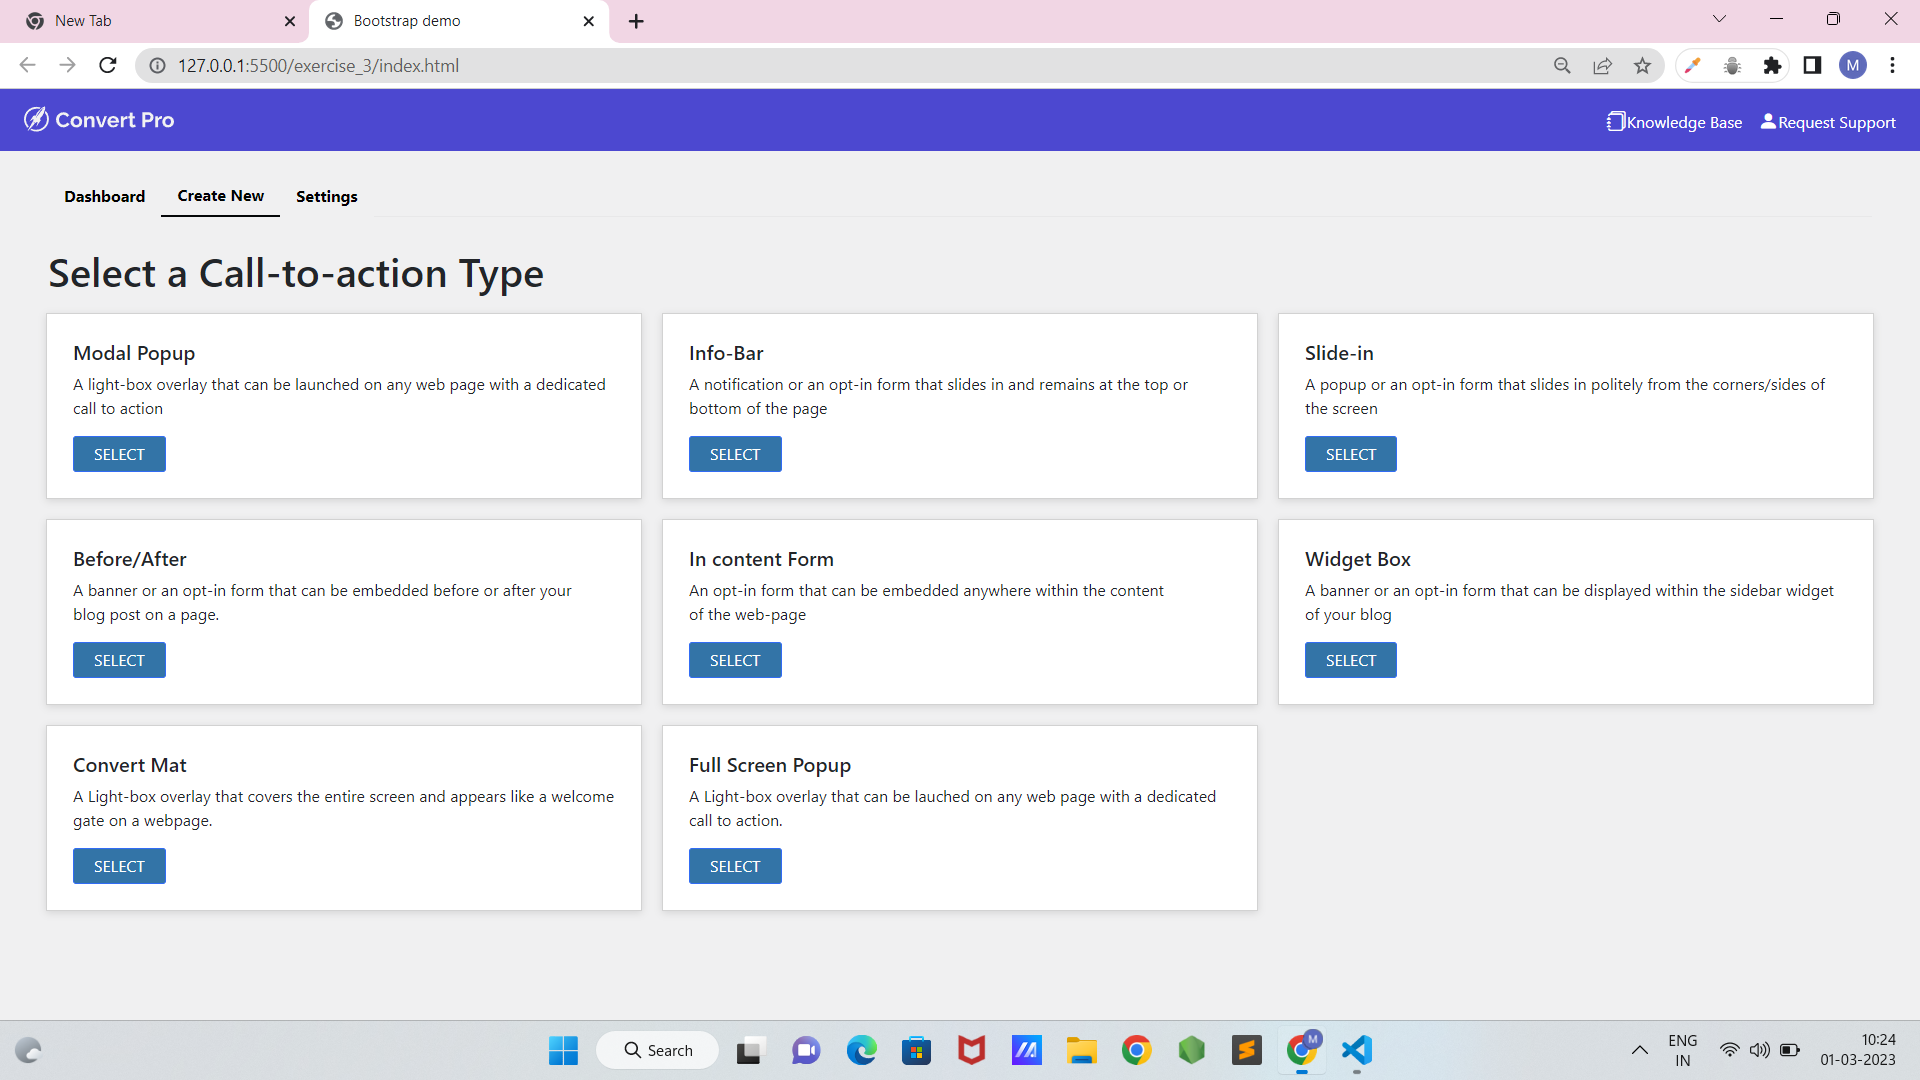 New Tab
Bootstrap demo
127.0.0.1:5500/exercise_3/index.html
M
Convert Pro
Knowledge Base
Request Support
Dashboard
Create New
Settings
Select a Call-to-action Type
Modal Popup
A light-box overlay that can be launched on any web page with a dedicated
call to action
SELECT
Info-Bar
A notification or an opt-in form that slides in and remains at the top or
bottom of the page
SELECT
Slide-in
A popup or an opt-in form that slides in politely from the corners/sides of
the screen
SELECT
Before/After
A banner or an opt-in form that can be embedded before or after your
blog post on a page.
SELECT
In content Form
An opt-in form that can be embedded anywhere within the content
of the web-page
SELECT
Widget Box
A banner or an opt-in form that can be displayed within the sidebar widget
of your blog
SELECT
Convert Mat
A Light-box overlay that covers the entire screen and appears like a welcome
gate on a webpage.
SELECT
Full Screen Popup
A Light-box overlay that can be lauched on any web page with a dedicated
call to action.
SELECT
Search
M
ENG
IN
10:24
01-03-2023